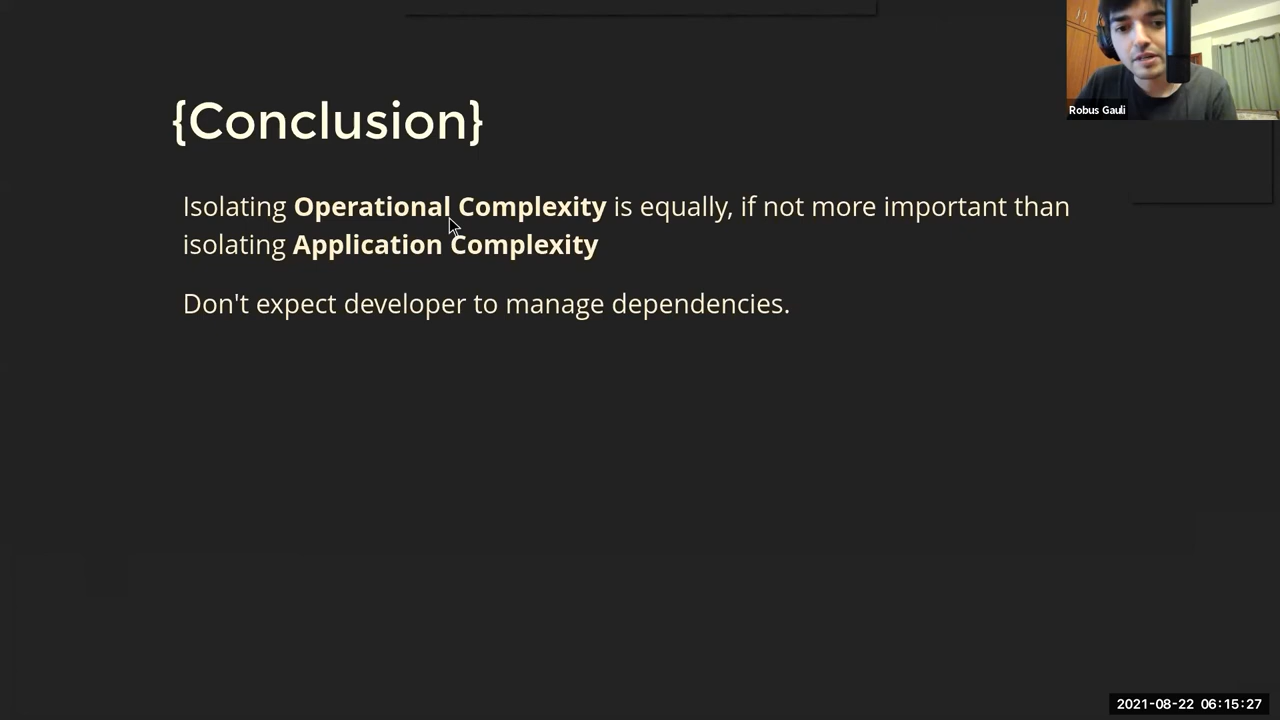 {Conclusion}
Robus Gauli
Isolating Operational Complexity is equally, if not more important than
isolating Application Complexity
Don't expect developer to manage dependencies.
2021-08-22 06:15:27